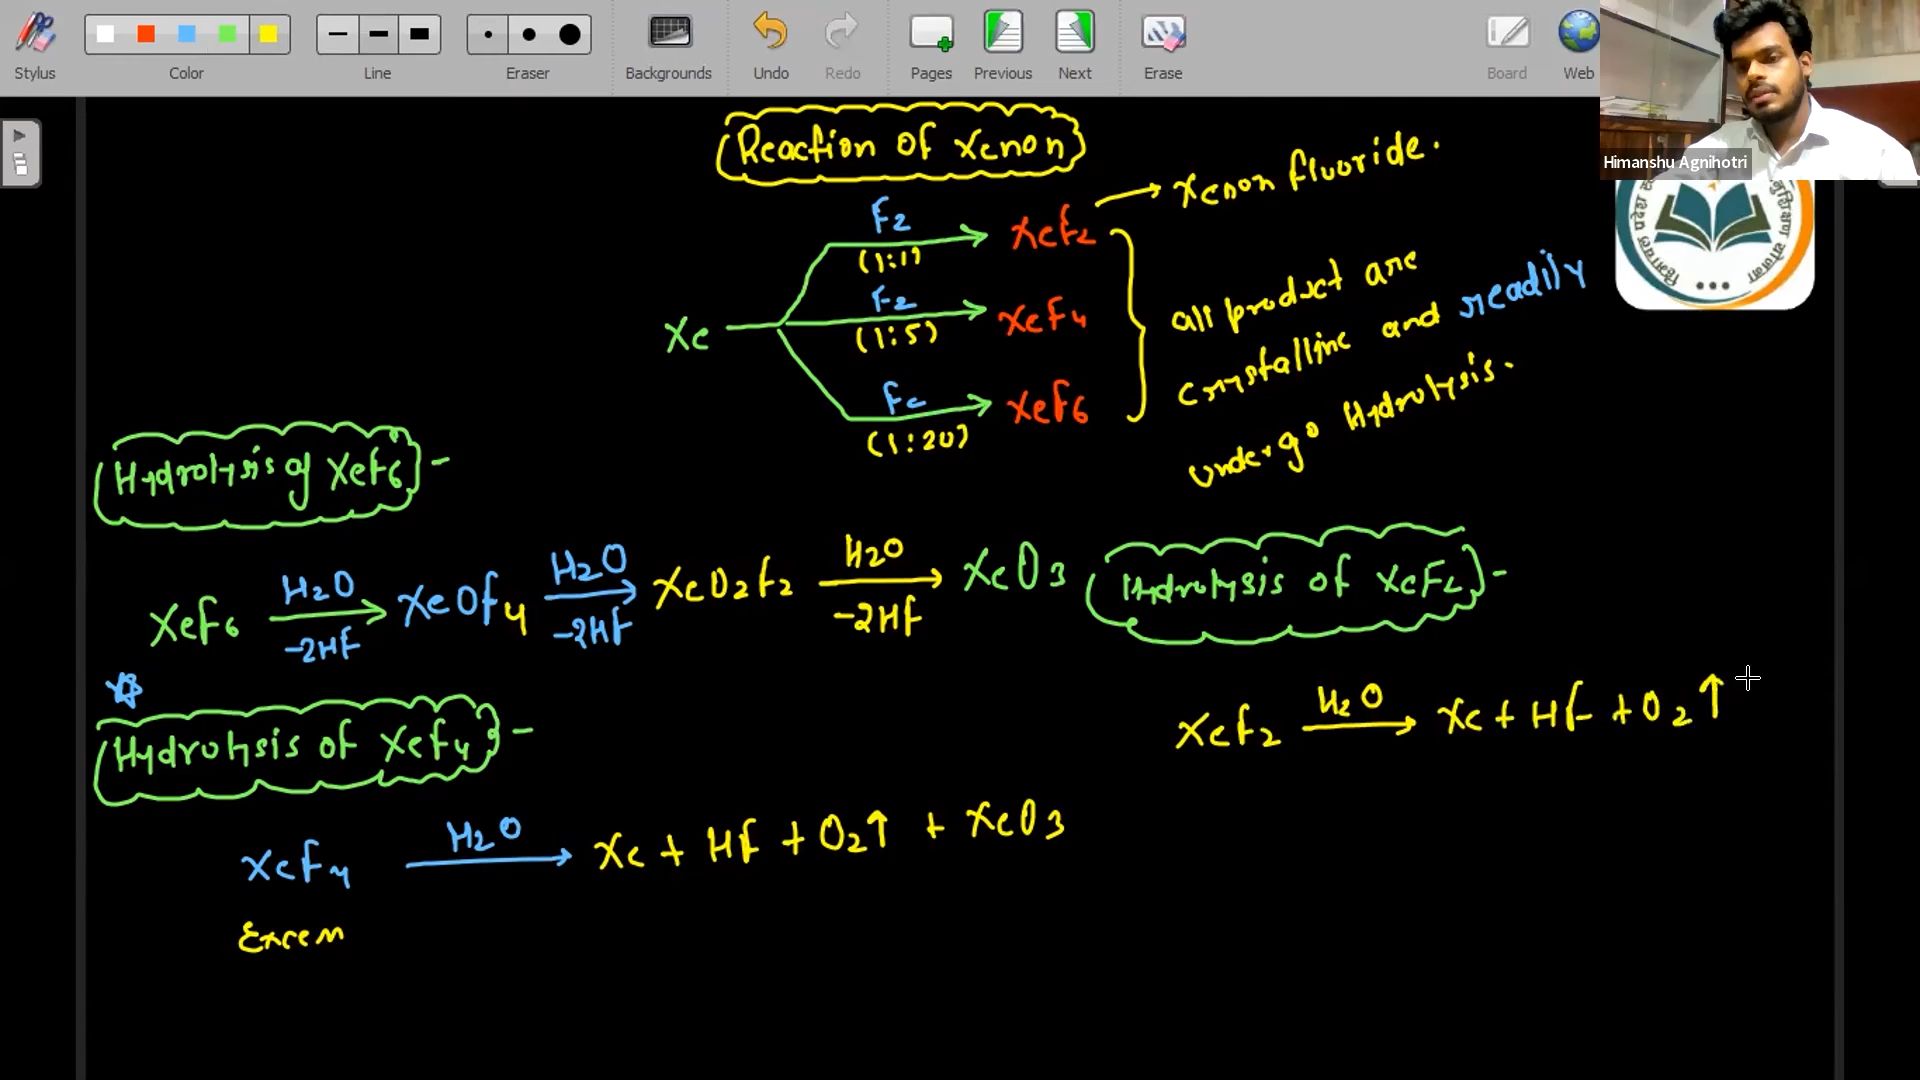 Stylus
Color
Line
Eraser
Backgrounds
Undo
Redo
Pages
Previous
Next
Erase
Board
Web
Himanshu Agnihotri
Reaction of Xenon
F2
(1:1)
XeF2
→ Xenon fluoride.
Xe
F2
(1:5)
XeF4
(1:20)
XeF6
all product are
crystalline and readily
undergo Hydrolysis.
Hydrolysis of XeF6 -
XeF6 H2O -2HF → XeOF4 H2O -2HF → XeO2F2 H2O -2HF → XeO3
Hydrolysis of XeF2 -
XeF2 H2O → Xe + HF + O2 ↑
Hydrolysis of XeF4 -
XeF4 H2O → Xe + HF + O2↑ + XeO3